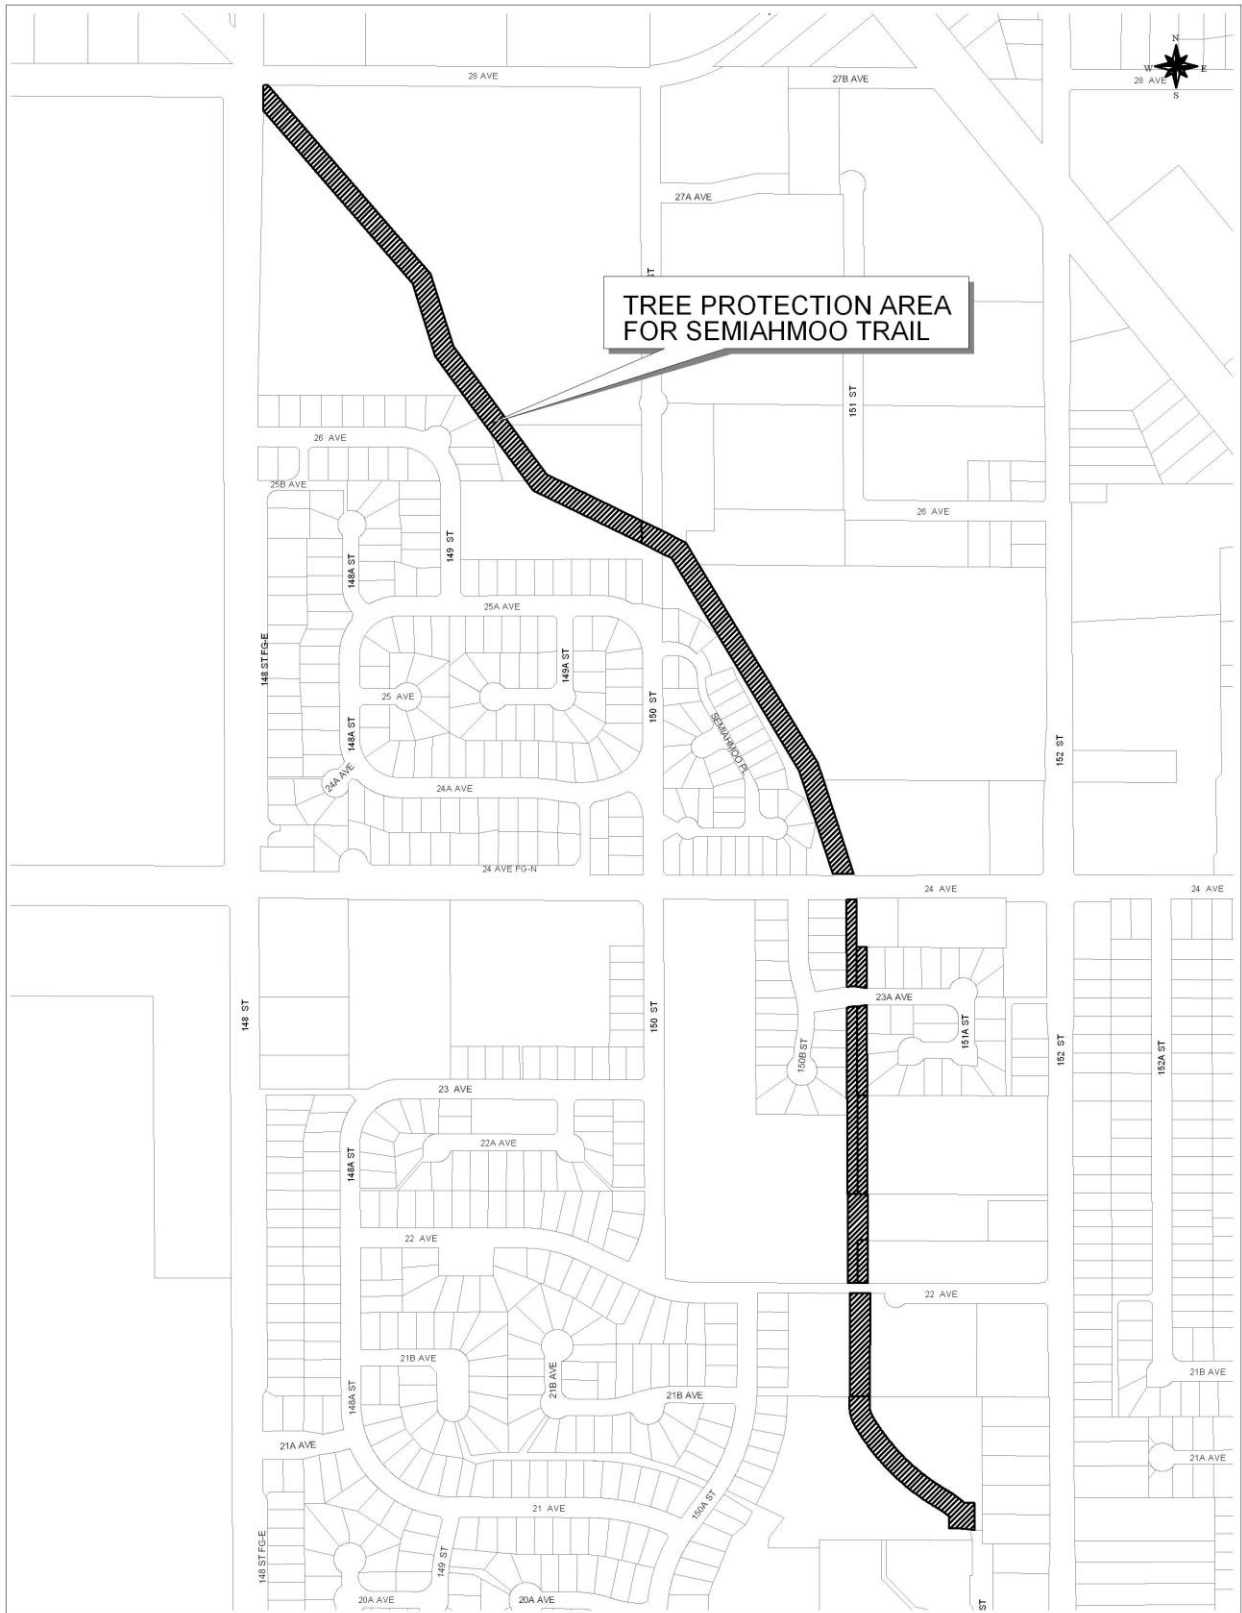 N
W E
S
28 AVE
27B AVE
28 AVE
27A AVE
ST
TREE PROTECTION AREA
FOR SEMIAHMOO TRAIL
151 ST
26 AVE
25B AVE
26 AVE
149 ST
148A ST
25A AVE
148 ST FG-E
149A ST
25 AVE
150 ST
SEMIAHMOO PL
148A ST
152 ST
24A AVE
24A AVE
24 AVE FG-N
24 AVE
24 AVE
23A AVE
148 ST
150 ST
151A ST
150B ST
152 ST
152A ST
23 AVE
22A AVE
148A ST
22 AVE
22 AVE
21B AVE
21B AVE
21B AVE
21B AVE
148A ST
21A AVE
21A AVE
21 AVE
150A ST
148 ST FG-E
149 ST
20A AVE
20A AVE
ST